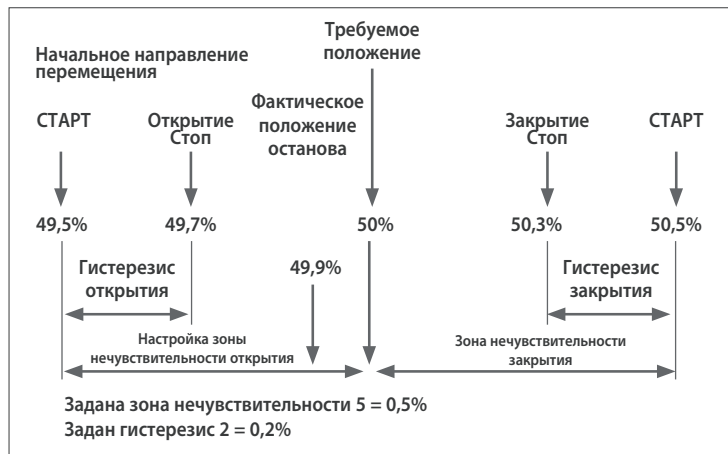 Требуемое
положение
Начальное направление
перемещения
Фактическое
положение
останова
СТАРТ
Открытие
Стоп
Закрытие
Стоп
СТАРТ
49,5%
49,7%
50%
50,3%
50,5%
49,9%
Гистерезис
открытия
Гистерезис
закрытия
Настройка зоны
нечувствительности открытия
Зона нечувствительности
закрытия
Задана зона нечувствительности 5 = 0,5%
Задан гистерезис 2 = 0,2%